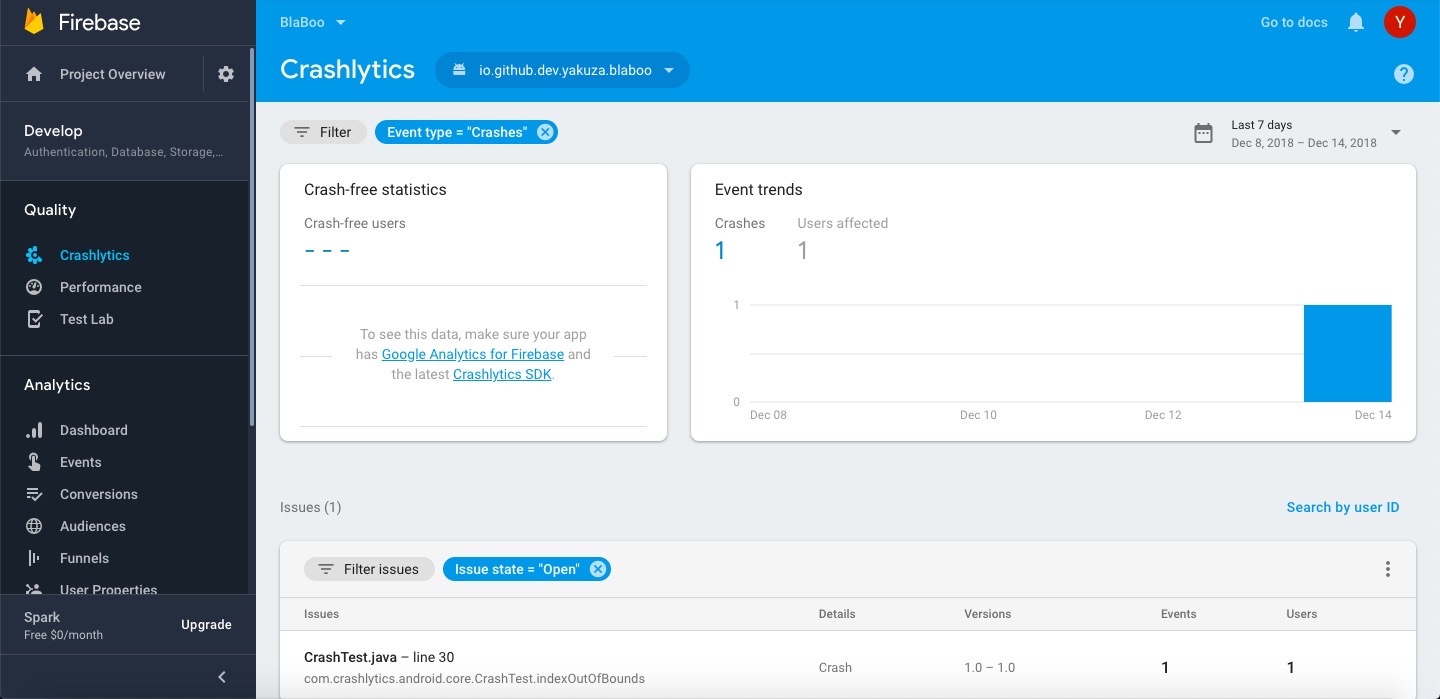 Firebase
Project Overview
Develop
Authentication, Database, Storage,...
Quality
Crashlytics
Performance
Test Lab
Analytics
Dashboard
Events
Conversions
Audiences
Funnels
User Properties
Spark
Free $0/month
Upgrade
BlaBoo
Go to docs
Y
Crashlytics
io.github.dev.yakuza.blaboo
?
Filter
Event type = "Crashes"
Last 7 days
Dec 8, 2018 – Dec 14, 2018
Crash-free statistics
Crash-free users
– – –
To see this data, make sure your app
has Google Analytics for Firebase and
the latest Crashlytics SDK.
Event trends
Crashes Users affected
1 1
1
0
Dec 08 Dec 10 Dec 12 Dec 14
Issues (1)
Search by user ID
Filter issues
Issue state = "Open"
Issues Details Versions Events Users
CrashTest.java – line 30
com.crashlytics.android.core.CrashTest.indexOutOfBounds
Crash 1.0 – 1.0 1 1